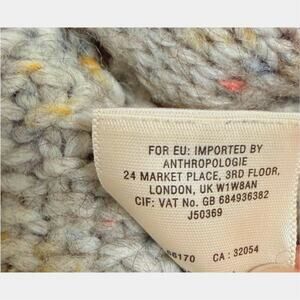 FOR EU: IMPORTED BY
ANTHROPOLOGIE
24 MARKET PLACE, 3RD FLOOR,
LONDON, UK W1W8AN
CIF: VAT No. GB 684936382
J50369
CA : 32054